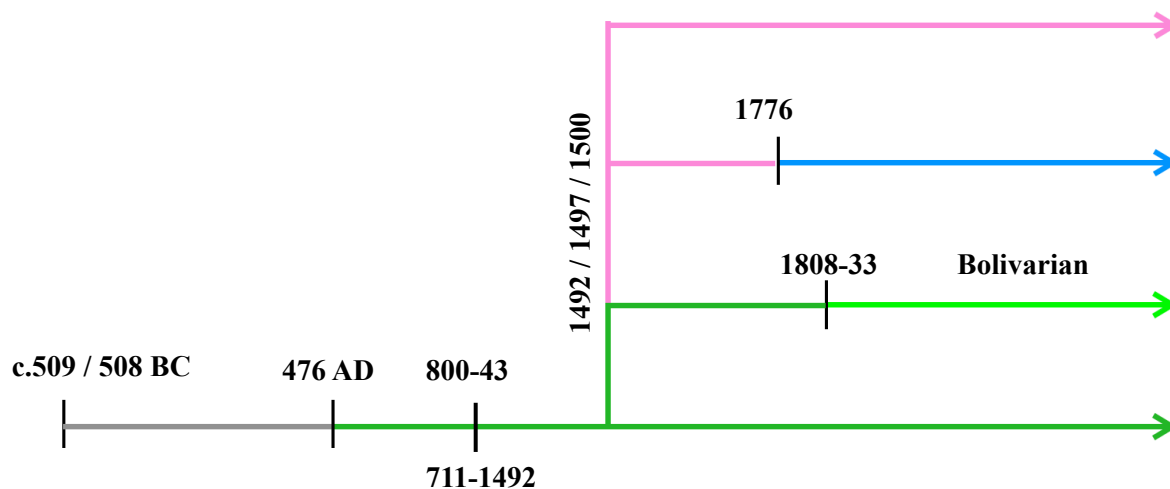 1776
1492 / 1497 / 1500
1808-33
Bolivarian
c.509 / 508 BC
476 AD
800-43
711-1492